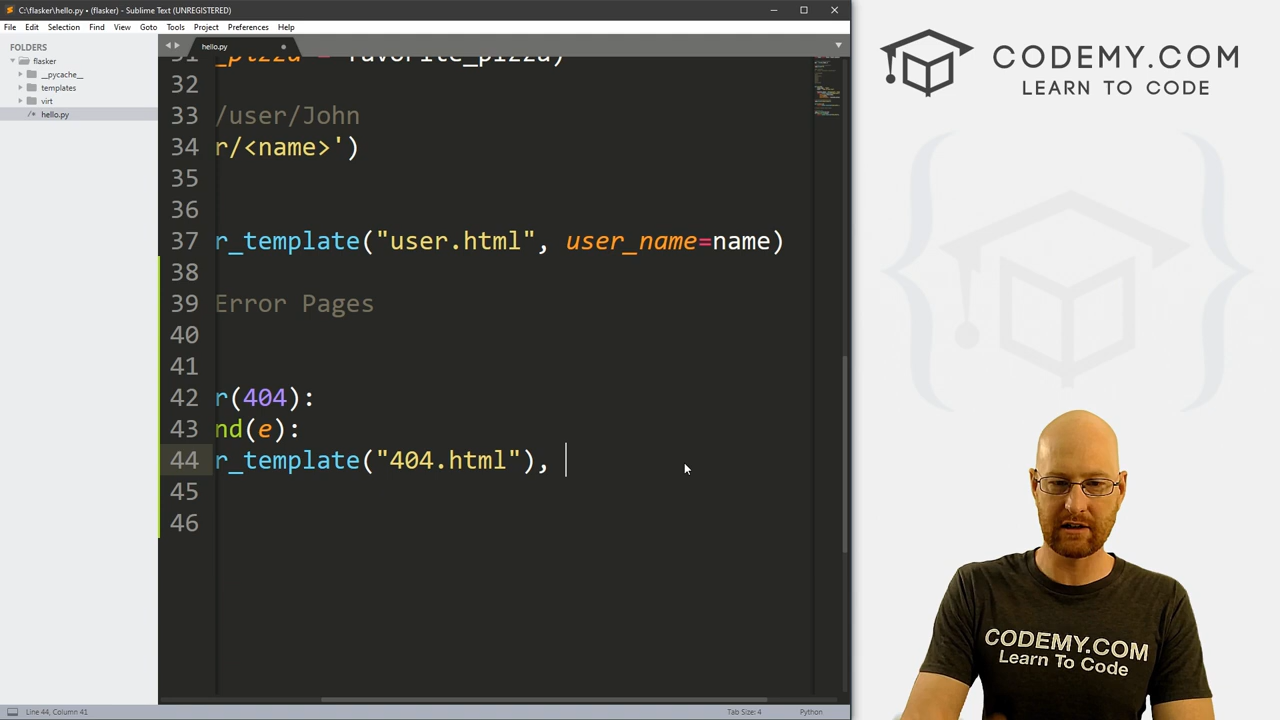 C:\flasker\hello.py • (flasker) - Sublime Text (UNREGISTERED)
File Edit Selection Find View Goto Tools Project Preferences Help
FOLDERS
flasker
__pycache__
templates
virt
hello.py
hello.py
31 _pizza = favorite_pizza)
32
33 /user/John
34 r/<name>')
35
36
37 r_template("user.html", user_name=name)
38
39 Error Pages
40
41
42 r(404):
43 nd(e):
44 r_template("404.html"),
45
46
Line 44, Column 41
Tab Size: 4
Python
CODEMY.COM
LEARN TO CODE
CODEMY.COM
Learn To Code